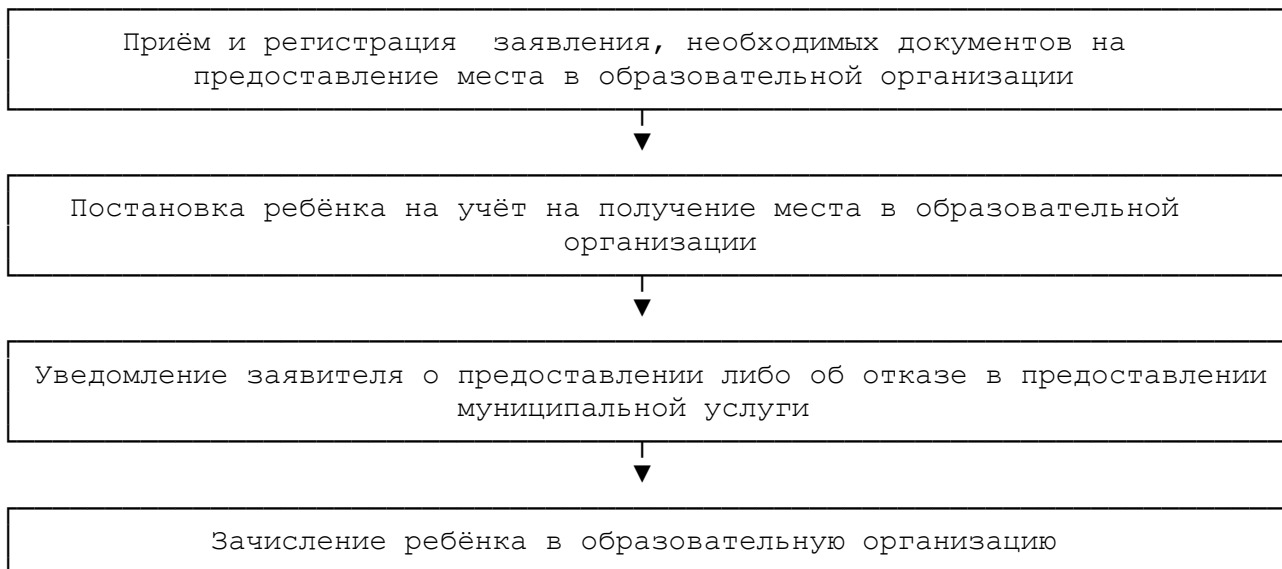 Приём и регистрация  заявления, необходимых документов на
предоставление места в образовательной организации
Постановка ребёнка на учёт на получение места в образовательной
организации
Уведомление заявителя о предоставлении либо об отказе в предоставлении
муниципальной услуги
Зачисление ребёнка в образовательную организацию